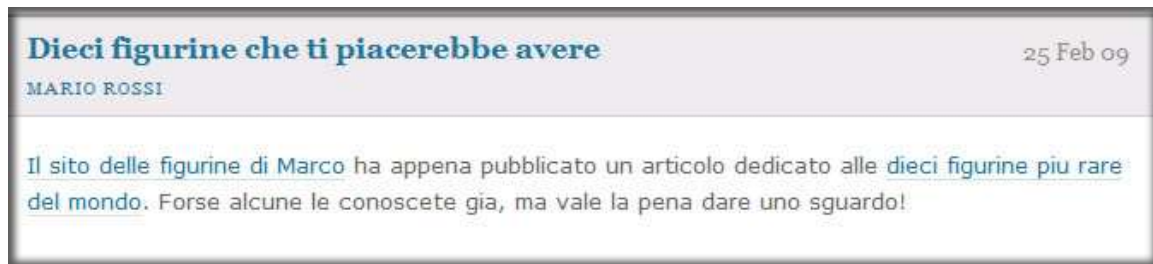 Dieci figurine che ti piacerebbe avere
25 Feb 09
MARIO ROSSI
Il sito delle figurine di Marco ha appena pubblicato un articolo dedicato alle dieci figurine piu rare
del mondo. Forse alcune le conoscete gia, ma vale la pena dare uno sguardo!